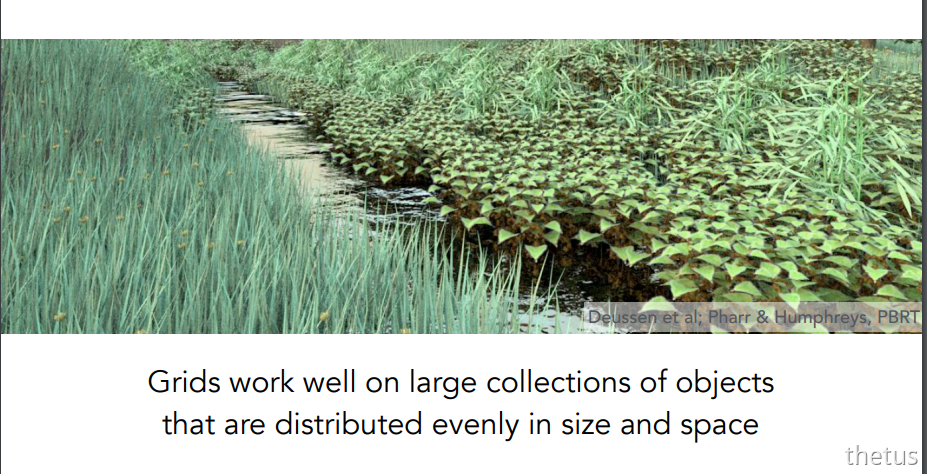 Deussen et al; Pharr & Humphreys, PBRT
Grids work well on large collections of objects
that are distributed evenly in size and space
thetus